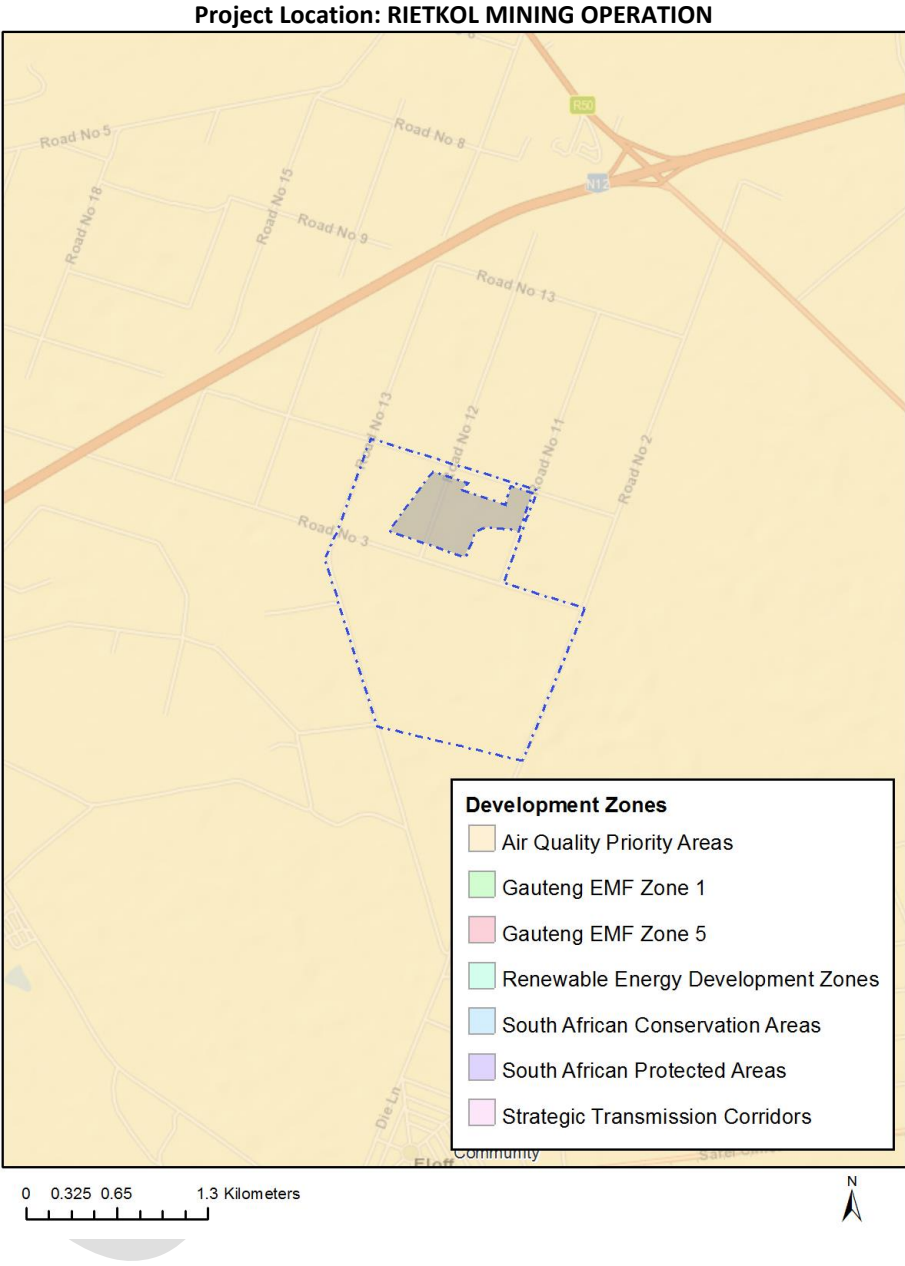 Project Location: RIETKOL MINING OPERATION
R50
Road No 5
Road No 8
N12
Road No 15
Road No 18
Road No 9
Road No 13
Road No 13
Road No 12
Road No 11
Road No 2
Road No 3
Development Zones
Air Quality Priority Areas
Gauteng EMF Zone 1
Gauteng EMF Zone 5
Renewable Energy Development Zones
South African Conservation Areas
South African Protected Areas
Strategic Transmission Corridors
Die Ln
Community
Eloff
N
0 0.325 0.65 1.3 Kilometers